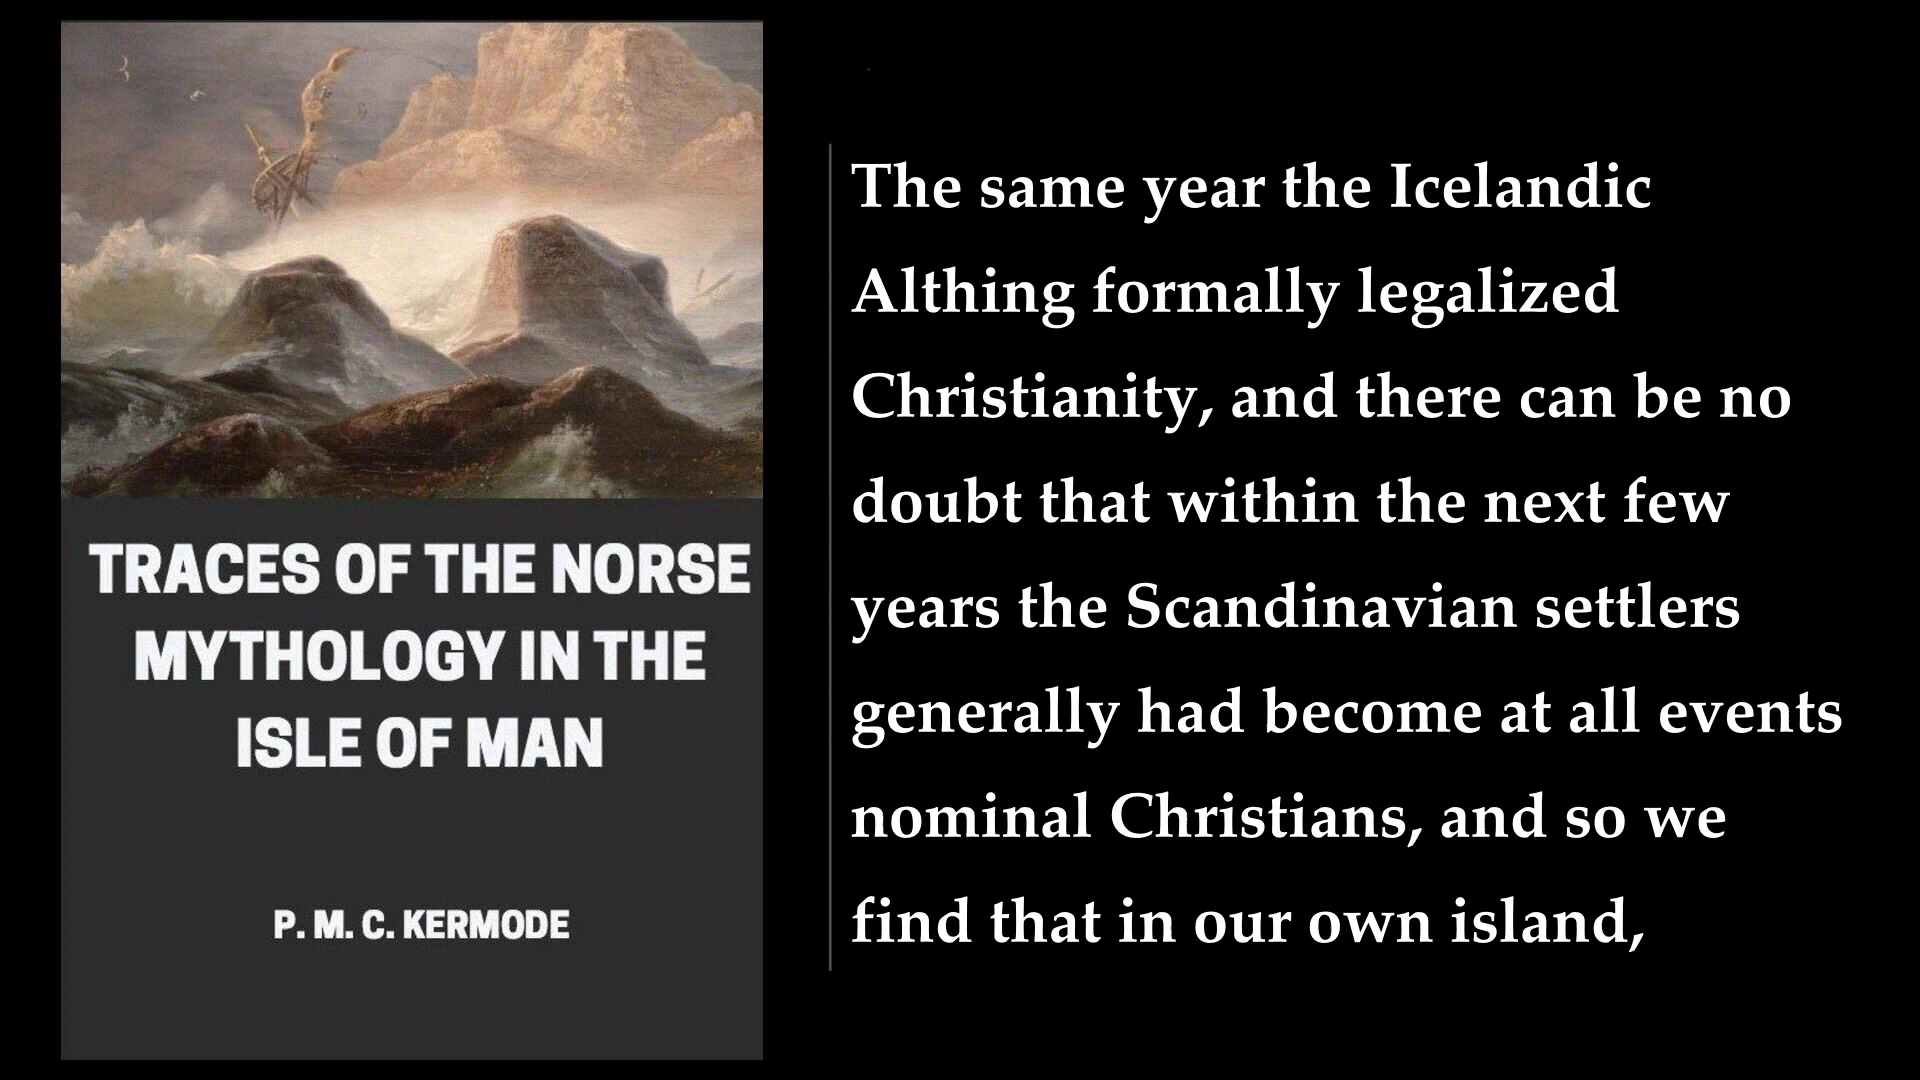 TRACES OF THE NORSE
MYTHOLOGY IN THE
ISLE OF MAN
P. M. C. KERMODE
The same year the Icelandic
Althing formally legalized
Christianity, and there can be no
doubt that within the next few
years the Scandinavian settlers
generally had become at all events
nominal Christians, and so we
find that in our own island,